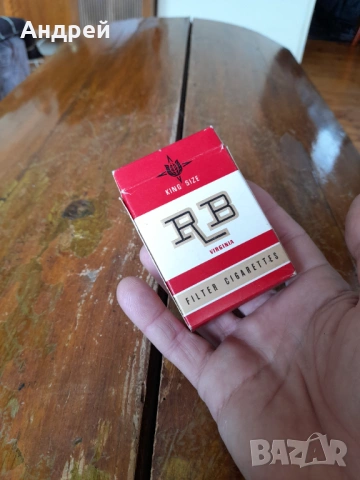 Андрей
KING SIZE
RB
VIRGINIA
FILTER CIGARETTES
BAZAR